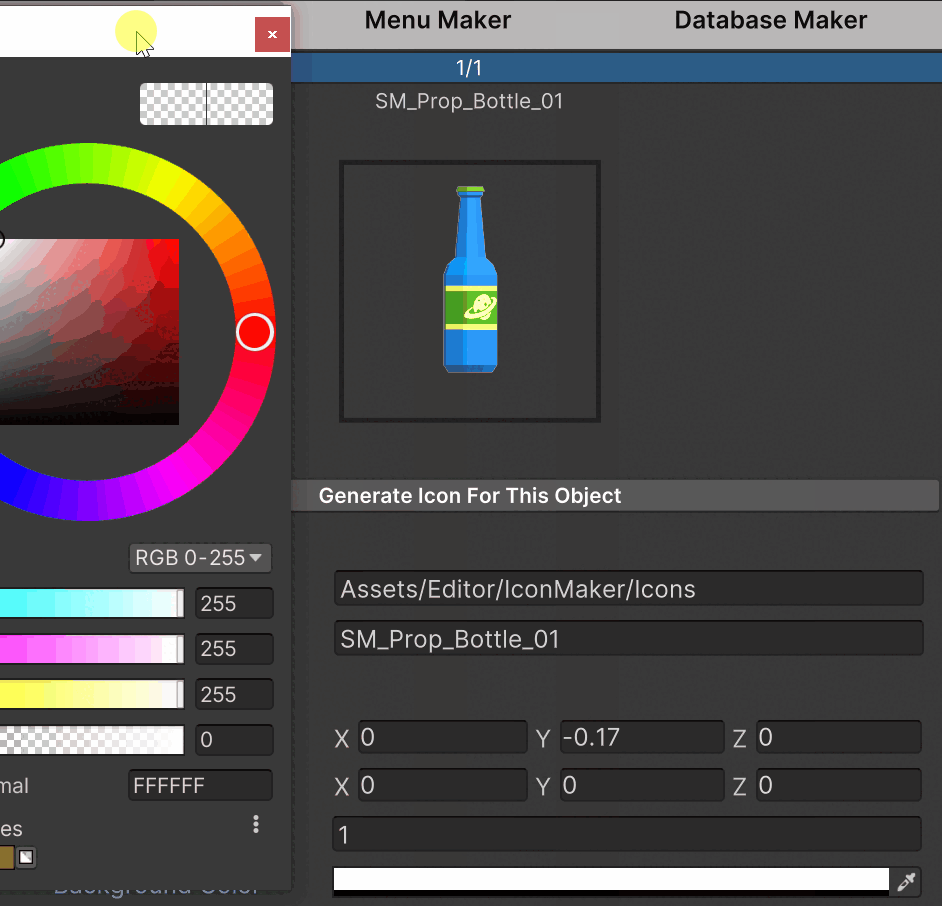 Menu Maker
Database Maker
1/1
SM_Prop_Bottle_01
Generate Icon For This Object
RGB 0-255
255
255
255
0
mal
FFFFFF
es
Assets/Editor/IconMaker/Icons
SM_Prop_Bottle_01
X 0 Y -0.17 Z 0
X 0 Y 0 Z 0
1
Background Color